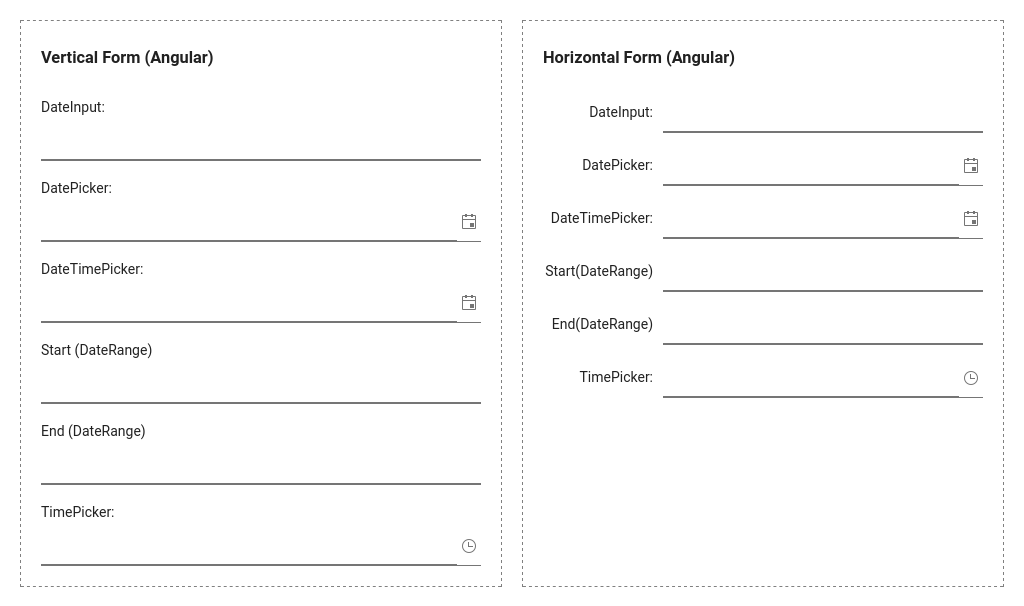 Vertical Form (Angular)
DateInput:
DatePicker:
DateTimePicker:
Start (DateRange)
End (DateRange)
TimePicker:
Horizontal Form (Angular)
DateInput:
DatePicker:
DateTimePicker:
Start(DateRange)
End(DateRange)
TimePicker: